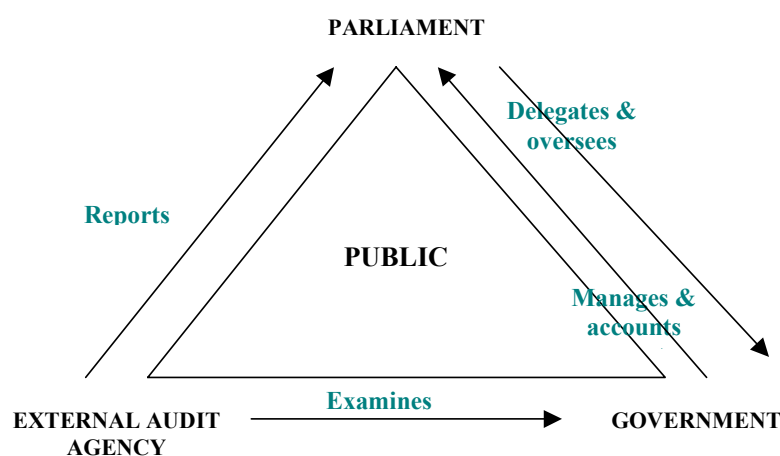 PARLIAMENT
Delegates &
oversees
Reports
PUBLIC
Manages &
accounts
Examines
EXTERNAL AUDIT
AGENCY
GOVERNMENT